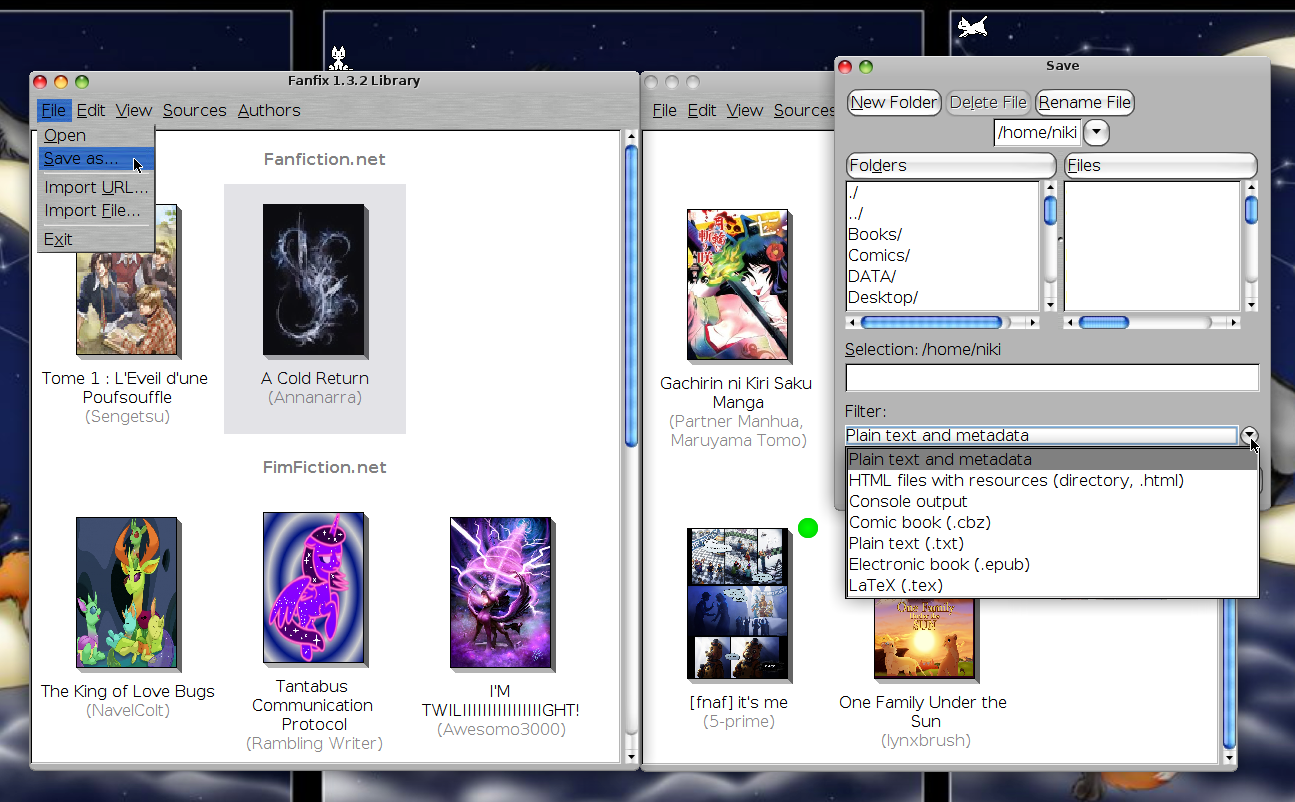 Fanfix 1.3.2 Library
File Edit View Sources Authors
Open
Save as...
Import URL...
Import File...
Exit
Fanfiction.net
Tome 1 : L'Eveil d'une
Poufsouffle
(Sengetsu)
A Cold Return
(Annanarra)
FimFiction.net
The King of Love Bugs
(NavelColt)
Tantabus
Communication
Protocol
(Rambling Writer)
I'M
(Awesomo3000)
File Edit View Sources
Gachirin ni Kiri Saku
Manga
(Partner Manhua,
Maruyama Tomo)
[fnaf] it's me
(5-prime)
One Family Under the
Sun
(lynxbrush)
Save
New Folder Delete File Rename File
/home/niki
Folders
Files
./
../
Books/
Comics/
DATA/
Desktop/
Selection: /home/niki
Filter:
Plain text and metadata
Plain text and metadata
HTML files with resources (directory, .html)
Console output
Comic book (.cbz)
Plain text (.txt)
Electronic book (.epub)
LaTeX (.tex)